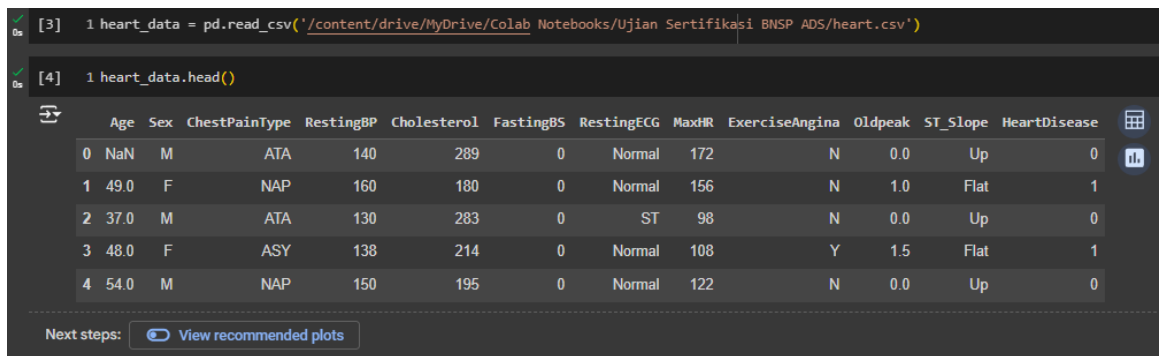 [3] 1 heart_data = pd.read_csv('/content/drive/MyDrive/Colab Notebooks/Ujian Sertifikasi BNSP ADS/heart.csv')
0s
[4] 1 heart_data.head()
0s
Age Sex ChestPainType RestingBP Cholesterol FastingBS RestingECG MaxHR ExerciseAngina Oldpeak ST_Slope HeartDisease
0 NaN M ATA 140 289 0 Normal 172 N 0.0 Up 0
1 49.0 F NAP 160 180 0 Normal 156 N 1.0 Flat 1
2 37.0 M ATA 130 283 0 ST 98 N 0.0 Up 0
3 48.0 F ASY 138 214 0 Normal 108 Y 1.5 Flat 1
4 54.0 M NAP 150 195 0 Normal 122 N 0.0 Up 0
Next steps: View recommended plots